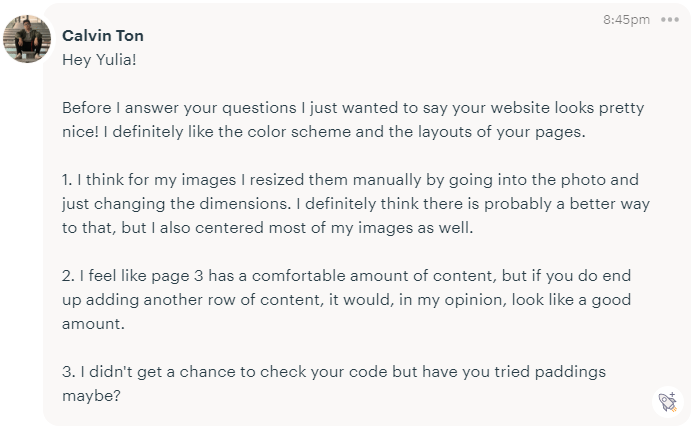 8:45pm
Calvin Ton
Hey Yulia!
Before I answer your questions I just wanted to say your website looks pretty
nice! I definitely like the color scheme and the layouts of your pages.
1. I think for my images I resized them manually by going into the photo and
just changing the dimensions. I definitely think there is probably a better way
to that, but I also centered most of my images as well.
2. I feel like page 3 has a comfortable amount of content, but if you do end
up adding another row of content, it would, in my opinion, look like a good
amount.
3. I didn't get a chance to check your code but have you tried paddings
maybe?